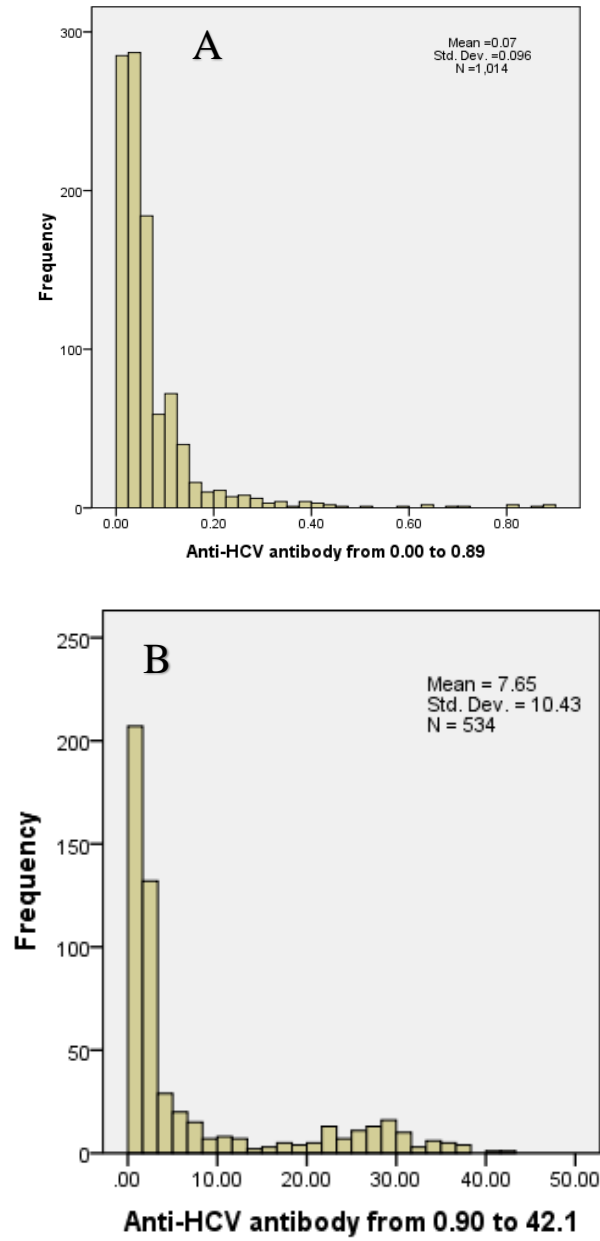 A
Mean =0.07
Std. Dev. =0.096
N =1,014
300
200
100
0
Frequency
0.00 0.20 0.40 0.60 0.80
Anti-HCV antibody from 0.00 to 0.89
B
Mean = 7.65
Std. Dev. = 10.43
N = 534
250
200
150
100
50
0
Frequency
.00 10.00 20.00 30.00 40.00 50.00
Anti-HCV antibody from 0.90 to 42.1